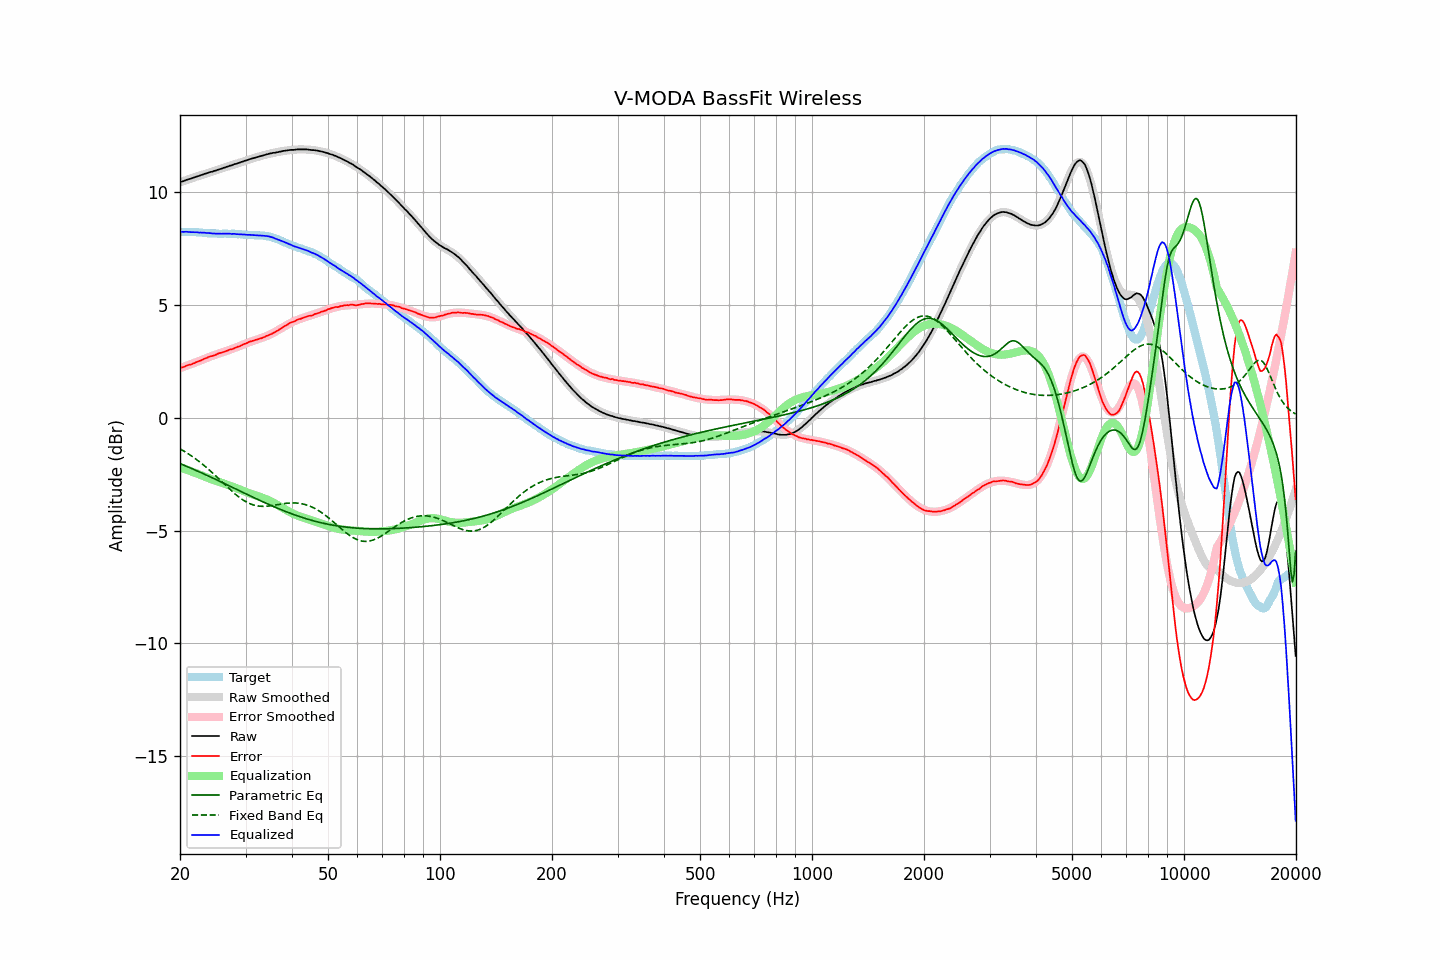 V-MODA BassFit Wireless
Amplitude (dBr)
10
5
0
−5
−10
−15
Target
Raw Smoothed
Error Smoothed
Raw
Error
Equalization
Parametric Eq
Fixed Band Eq
Equalized
20 50 100 200 500 1000 2000 5000 10000 20000
Frequency (Hz)